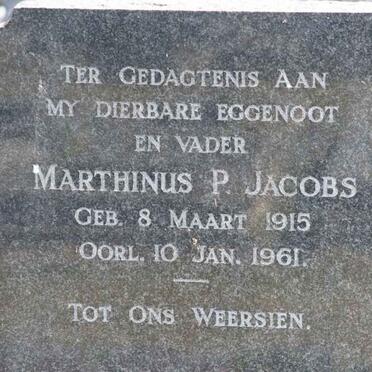 TER GEDAGTENIS AAN
MY DIERBARE EGGENOOT
EN VADER
MARTHINUS P. JACOBS
GEB. 8 MAART 1915
OORL. 10 JAN. 1961.
TOT ONS WEERSIEN.